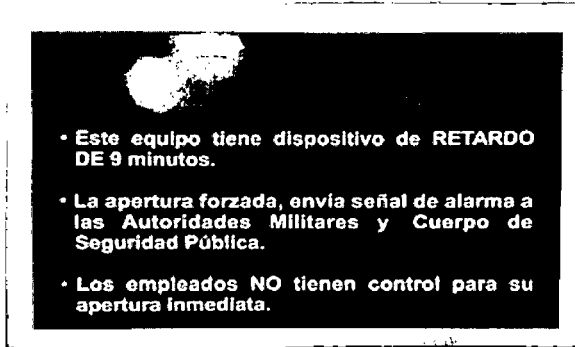 • Este equipo tiene dispositivo de RETARDO
DE 9 minutos.
• La apertura forzada, envía señal de alarma a
las Autoridades Militares y Cuerpo de
Seguridad Pública.
• Los empleados NO tienen control para su
apertura inmediata.